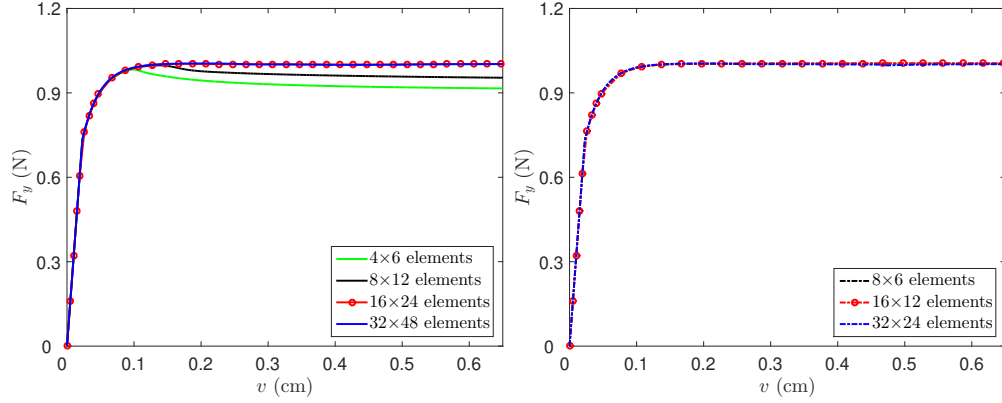 1.2
0.9
0.6
0.3
0
F_y (N)
0 0.1 0.2 0.3 0.4 0.5 0.6
v (cm)
4×6 elements
8×12 elements
16×24 elements
32×48 elements
1.2
0.9
0.6
0.3
0
F_y (N)
0 0.1 0.2 0.3 0.4 0.5 0.6
v (cm)
8×6 elements
16×12 elements
32×24 elements